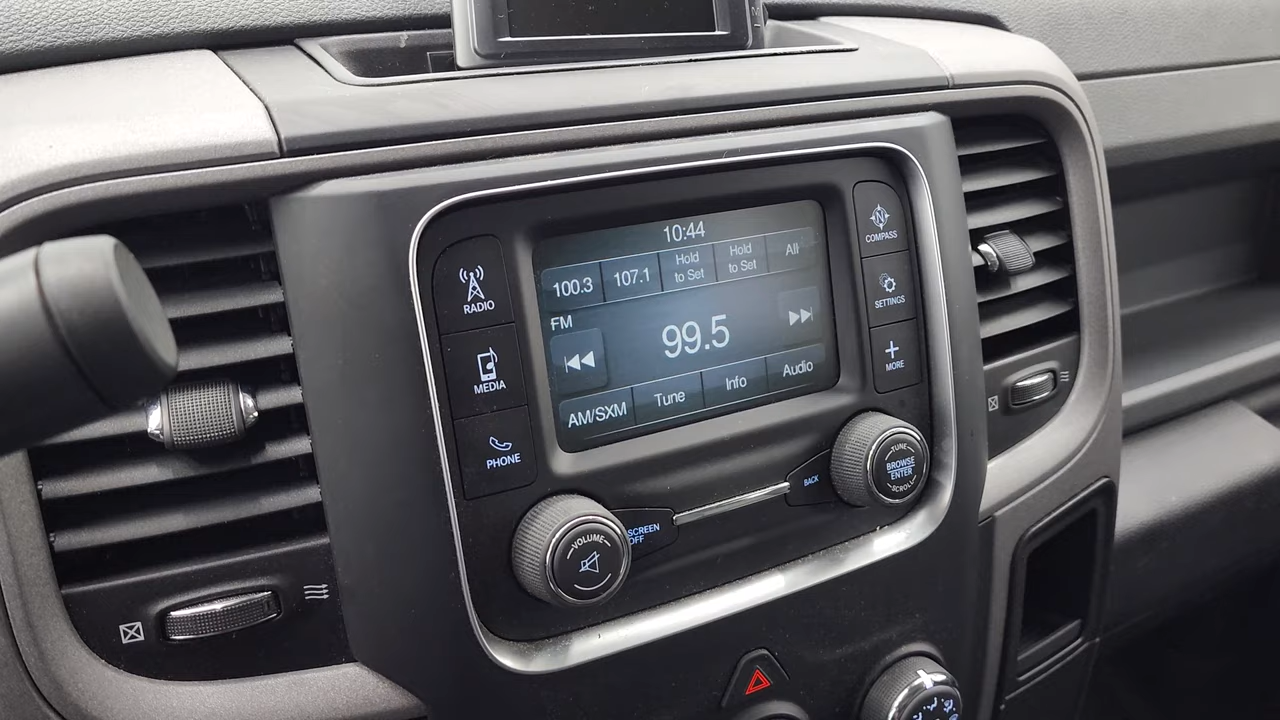 10:44
100.3 107.1 Hold to Set Hold to Set All
FM
99.5
AM/SXM Tune Info Audio
RADIO
MEDIA
PHONE
N
COMPASS
SETTINGS
MORE
VOLUME
SCREEN
OFF
BACK
TUNE
BROWSE
ENTER
SCROLL